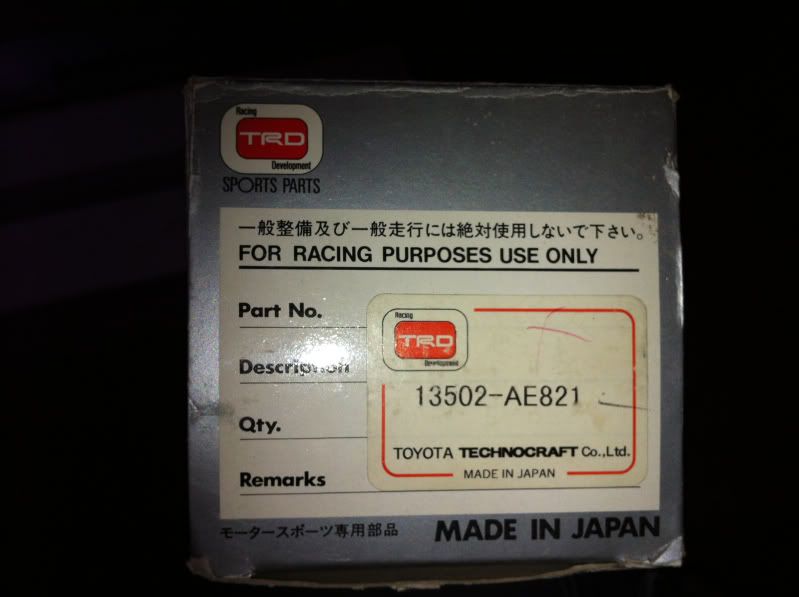 Racing
TRD
Development
SPORTS PARTS
一般整備及び一般走行には絶対使用しないで下さい。
FOR RACING PURPOSES USE ONLY
Part No.
Description
Qty.
Remarks
Racing
TRD
Development
13502-AE821
TOYOTA TECHNOCRAFT Co.,Ltd.
MADE IN JAPAN
モータースポーツ専用部品
MADE IN JAPAN